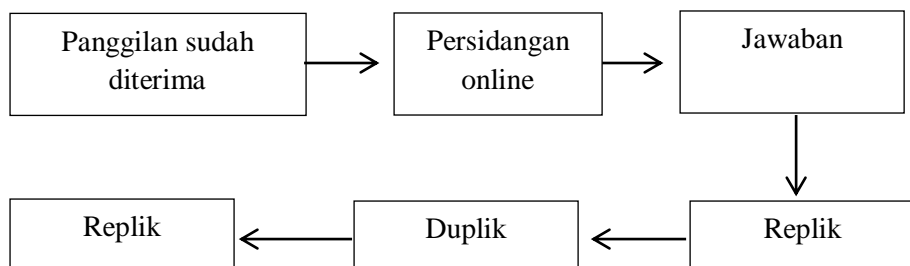 Panggilan sudah
diterima
Persidangan
online
Jawaban
Replik
Duplik
Replik